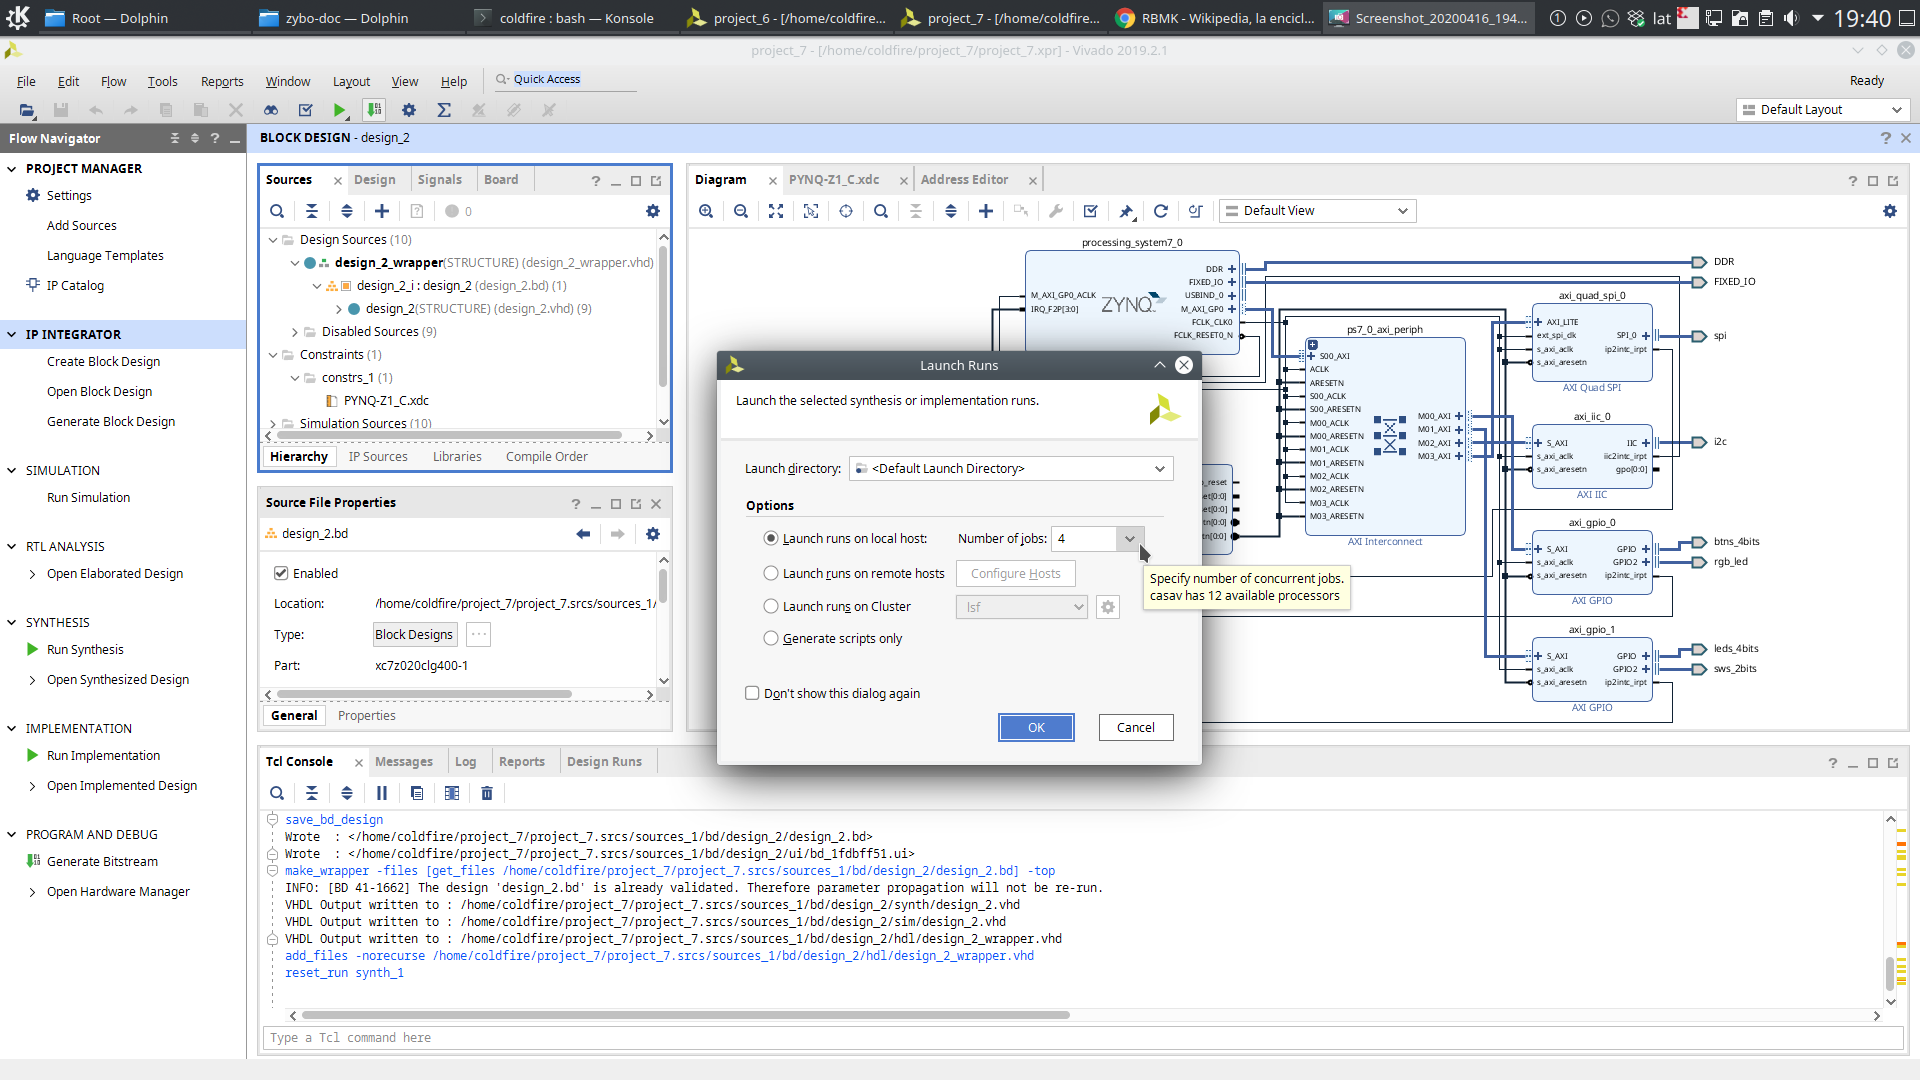 Root — Dolphin
zybo-doc — Dolphin
coldfire : bash — Konsole
project_6 - [/home/coldfire...
project_7 - [/home/coldfire...
RBMK - Wikipedia, la encicl...
Screenshot_20200416_194...
lat
19:40
project_7 - [/home/coldfire/project_7/project_7.xpr] - Vivado 2019.2.1
File Edit Flow Tools Reports Window Layout View Help
Quick Access
Ready
Default Layout
Flow Navigator
PROJECT MANAGER
Settings
Add Sources
Language Templates
IP Catalog
IP INTEGRATOR
Create Block Design
Open Block Design
Generate Block Design
SIMULATION
Run Simulation
RTL ANALYSIS
Open Elaborated Design
SYNTHESIS
Run Synthesis
Open Synthesized Design
IMPLEMENTATION
Run Implementation
Open Implemented Design
PROGRAM AND DEBUG
Generate Bitstream
Open Hardware Manager
BLOCK DESIGN - design_2
Sources Design Signals Board
0
Design Sources (10)
design_2_wrapper(STRUCTURE) (design_2_wrapper.vhd)
design_2_i : design_2 (design_2.bd) (1)
design_2(STRUCTURE) (design_2.vhd) (9)
Disabled Sources (9)
Constraints (1)
constrs_1 (1)
PYNQ-Z1_C.xdc
Simulation Sources (10)
Hierarchy IP Sources Libraries Compile Order
Source File Properties
design_2.bd
Enabled
Location: /home/coldfire/project_7/project_7.srcs/sources_1/
Type: Block Designs ...
Part: xc7z020clg400-1
General Properties
Diagram PYNQ-Z1_C.xdc Address Editor
Default View
processing_system7_0
M_AXI_GP0_ACLK
IRQ_F2P[3:0]
ZYNQ
DDR
FIXED_IO
USBIND_0
M_AXI_GP0
FCLK_CLK0
FCLK_RESET0_N
ps7_0_axi_periph
S00_AXI
ACLK
ARESETN
S00_ACLK
S00_ARESETN
M00_ACLK
M00_ARESETN
M01_ACLK
M01_ARESETN
M02_ACLK
M02_ARESETN
M03_ACLK
M03_ARESETN
M00_AXI
M01_AXI
M02_AXI
M03_AXI
AXI Interconnect
axi_quad_spi_0
AXI_LITE
ext_spi_clk
s_axi_aclk
s_axi_aresetn
SPI_0
ip2intc_irpt
AXI Quad SPI
axi_iic_0
S_AXI
s_axi_aclk
s_axi_aresetn
IIC
iic2intc_irpt
gpo[0:0]
AXI IIC
axi_gpio_0
S_AXI
s_axi_aclk
s_axi_aresetn
GPIO
GPIO2
ip2intc_irpt
AXI GPIO
axi_gpio_1
S_AXI
s_axi_aclk
s_axi_aresetn
GPIO
GPIO2
ip2intc_irpt
AXI GPIO
DDR
FIXED_IO
spi
i2c
btns_4bits
rgb_led
leds_4bits
sws_2bits
Launch Runs
Launch the selected synthesis or implementation runs.
Launch directory: <Default Launch Directory>
Options
Launch runs on local host: Number of jobs: 4
Launch runs on remote hosts Configure Hosts
Launch runs on Cluster lsf
Generate scripts only
Don't show this dialog again
OK Cancel
Specify number of concurrent jobs.
casav has 12 available processors
Tcl Console Messages Log Reports Design Runs
save_bd_design
Wrote : </home/coldfire/project_7/project_7.srcs/sources_1/bd/design_2/design_2.bd>
Wrote : </home/coldfire/project_7/project_7.srcs/sources_1/bd/design_2/ui/bd_1fdbff51.ui>
make_wrapper -files [get_files /home/coldfire/project_7/project_7.srcs/sources_1/bd/design_2/design_2.bd] -top
INFO: [BD 41-1662] The design 'design_2.bd' is already validated. Therefore parameter propagation will not be re-run.
VHDL Output written to : /home/coldfire/project_7/project_7.srcs/sources_1/bd/design_2/synth/design_2.vhd
VHDL Output written to : /home/coldfire/project_7/project_7.srcs/sources_1/bd/design_2/sim/design_2.vhd
VHDL Output written to : /home/coldfire/project_7/project_7.srcs/sources_1/bd/design_2/hdl/design_2_wrapper.vhd
add_files -norecurse /home/coldfire/project_7/project_7.srcs/sources_1/bd/design_2/hdl/design_2_wrapper.vhd
reset_run synth_1
Type a Tcl command here